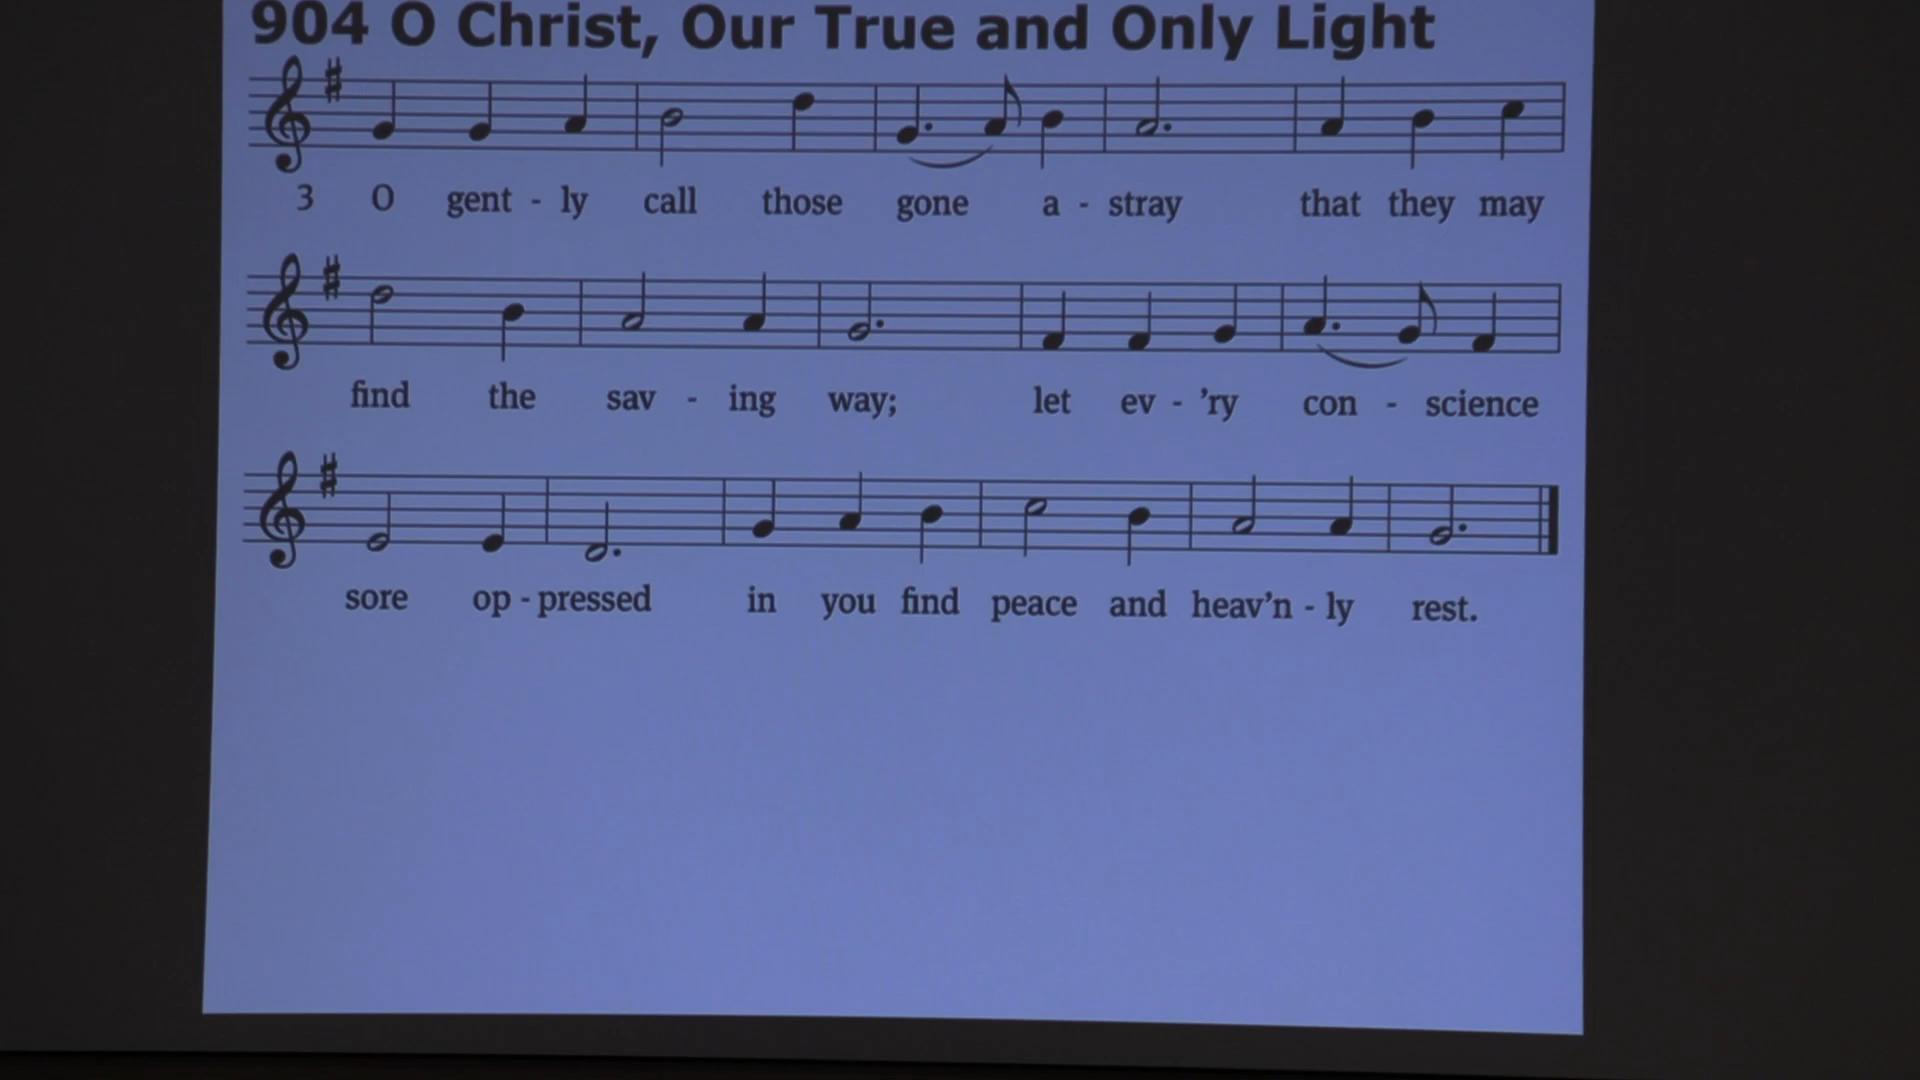 904 O Christ, Our True and Only Light
3 O gent - ly call those gone a - stray that they may
find the sav - ing way; let ev - ’ry con - science
sore op - pressed in you find peace and heav’n - ly rest.